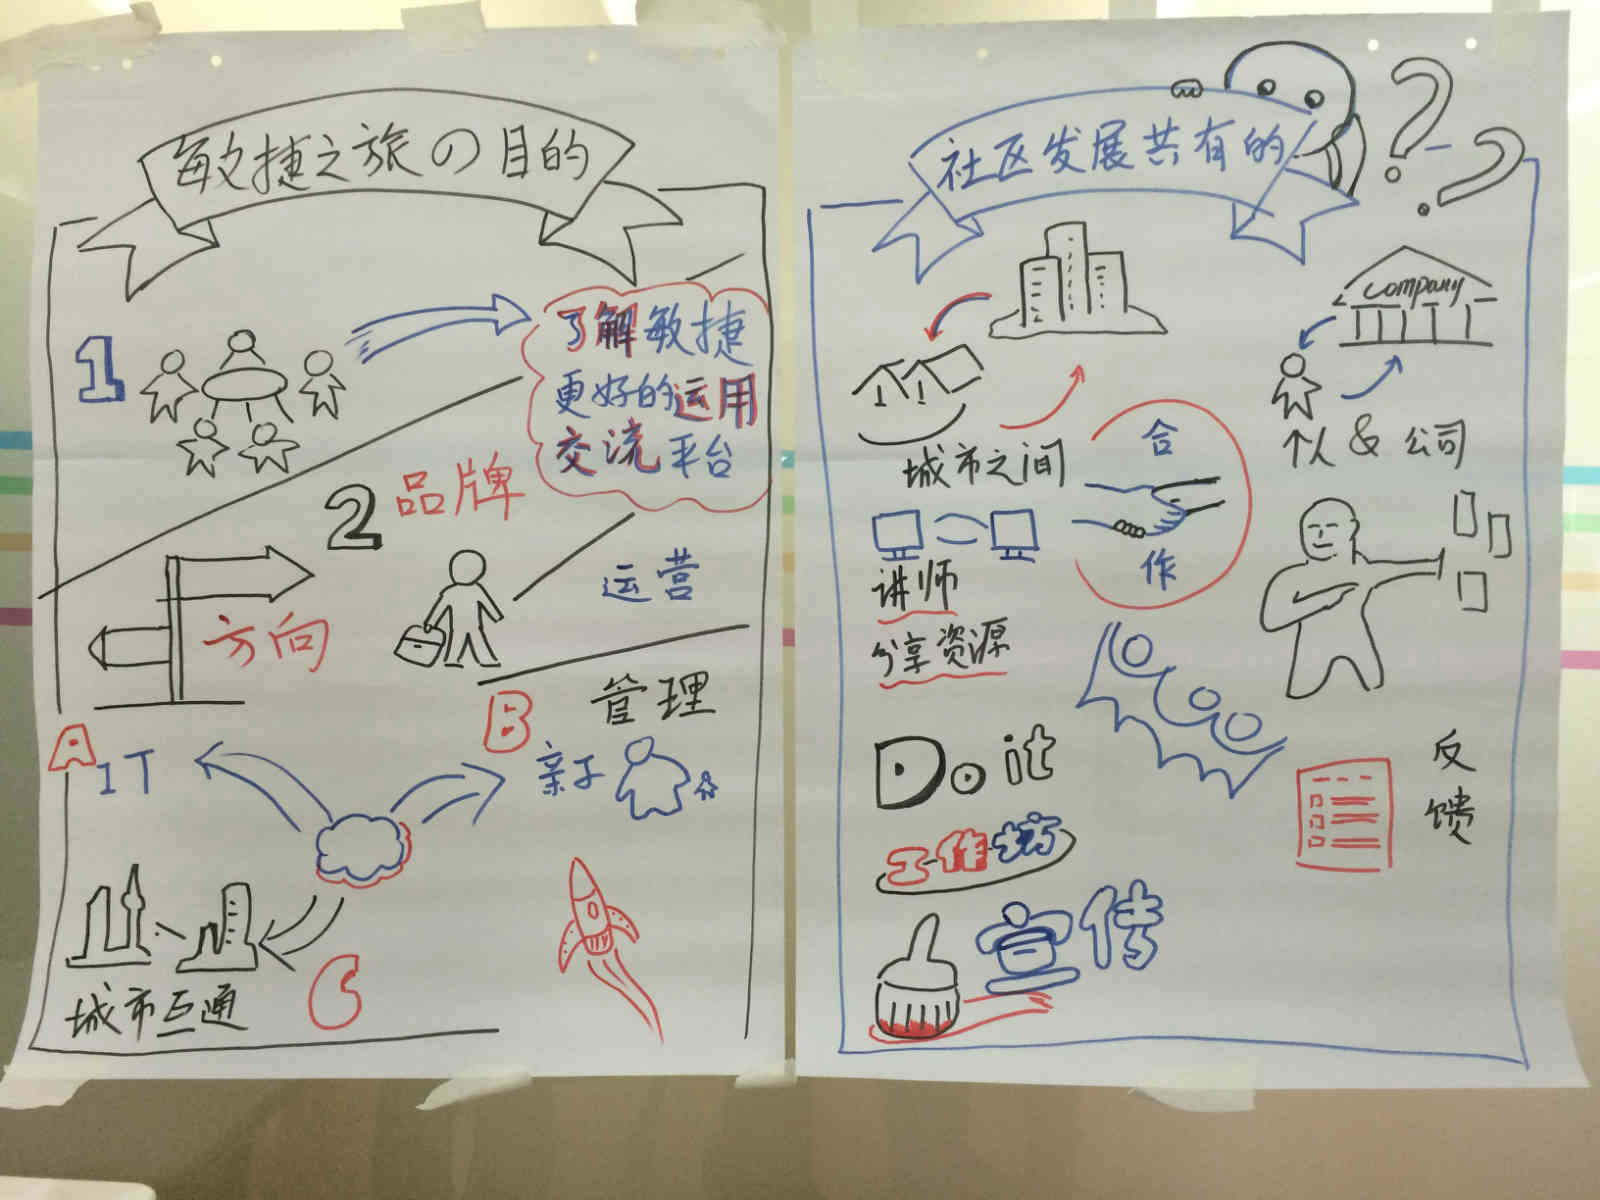 敏捷之旅の目的
1
了解敏捷
更好的运用
交流平台
2
品牌
方向
运营
管理
A
IT
B
亲子
城市互通
C
社区发展共有的
??
company
个人 & 公司
城市之间
合
作
讲师
分享资源
Do it
工作坊
宣传
反
馈